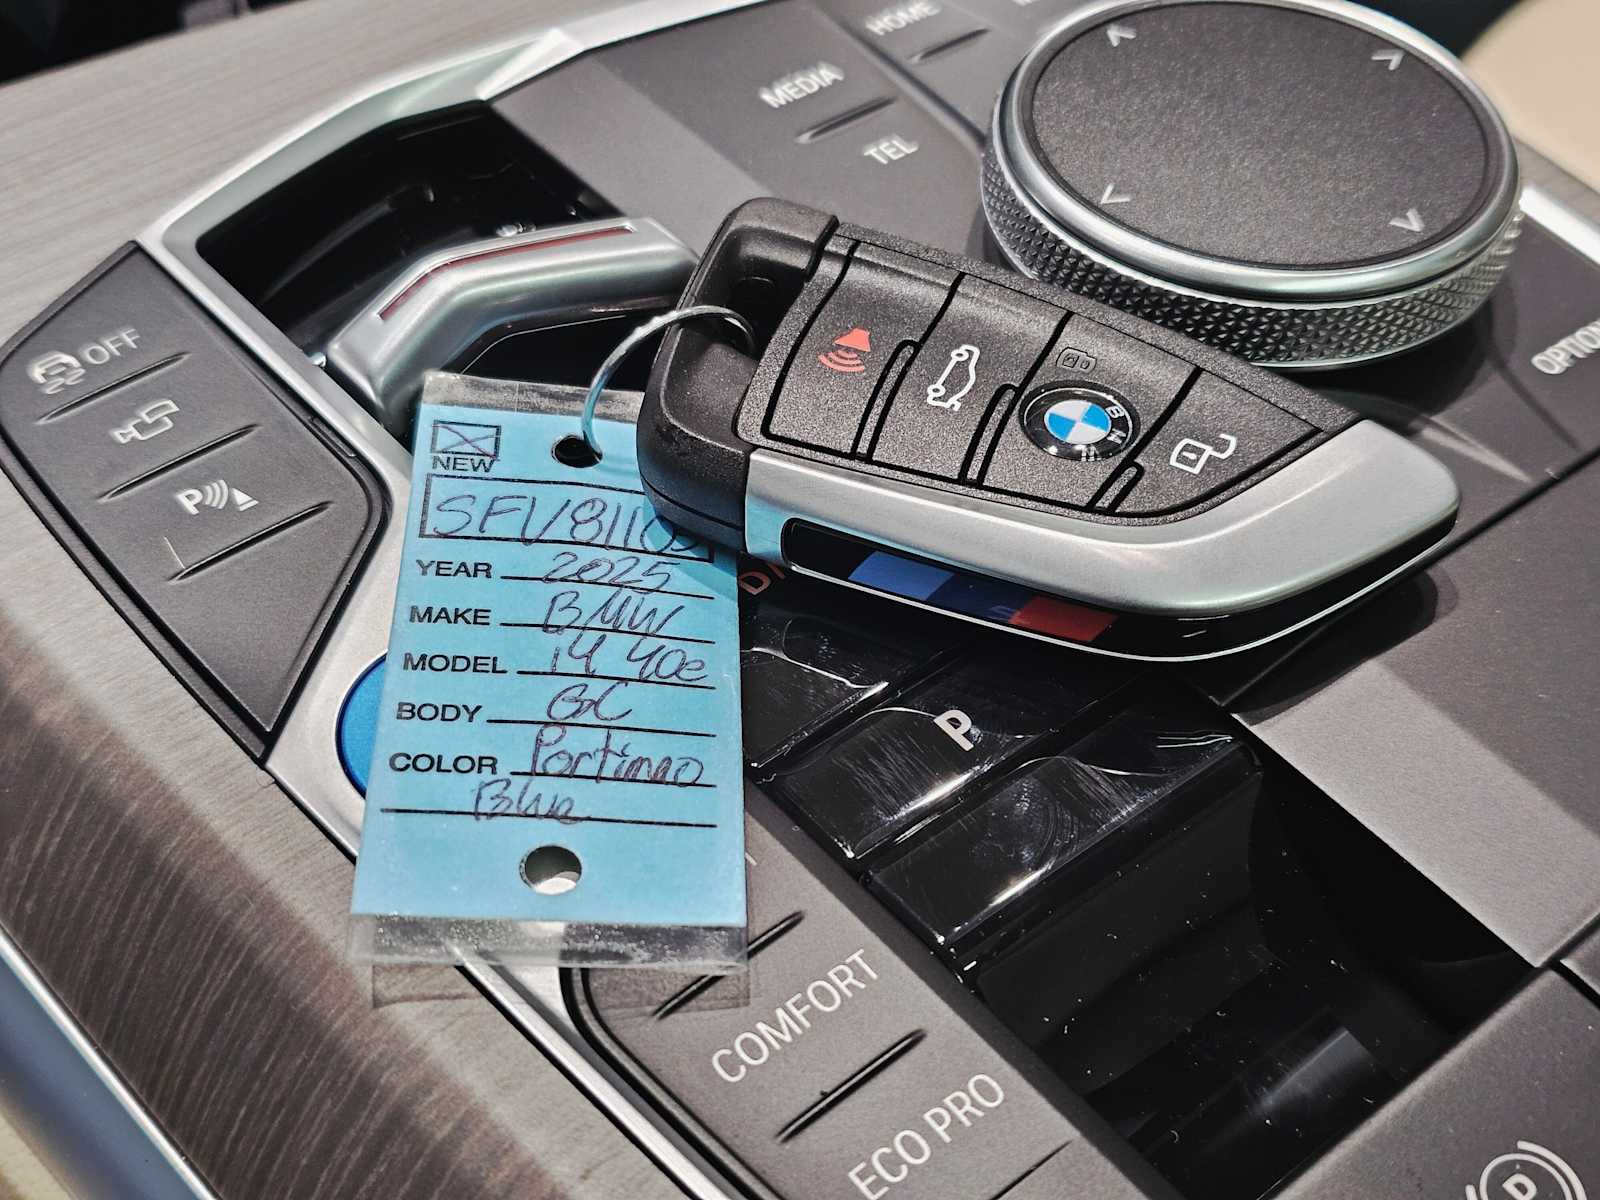 HOME
MEDIA
TEL
OPTION
OFF
P
BMW
NEW
YEAR 2025
MAKE BMW
MODEL i4 40e
BODY GC
COLOR Portimao
Blue
P
COMFORT
ECO PRO
P